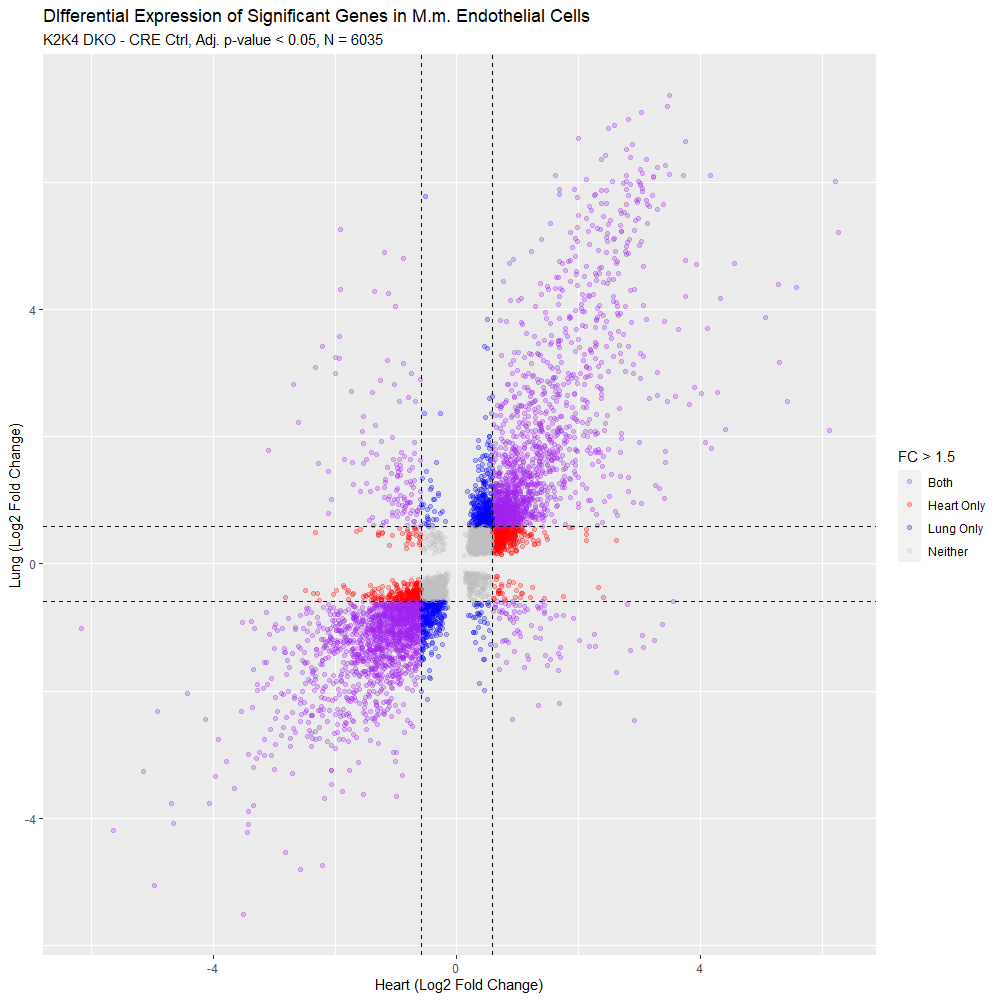 DIfferential Expression of Significant Genes in M.m. Endothelial Cells
K2K4 DKO - CRE Ctrl, Adj. p-value < 0.05, N = 6035
Lung (Log2 Fold Change)
4
0
-4
-4
0
4
Heart (Log2 Fold Change)
FC > 1.5
Both
Heart Only
Lung Only
Neither